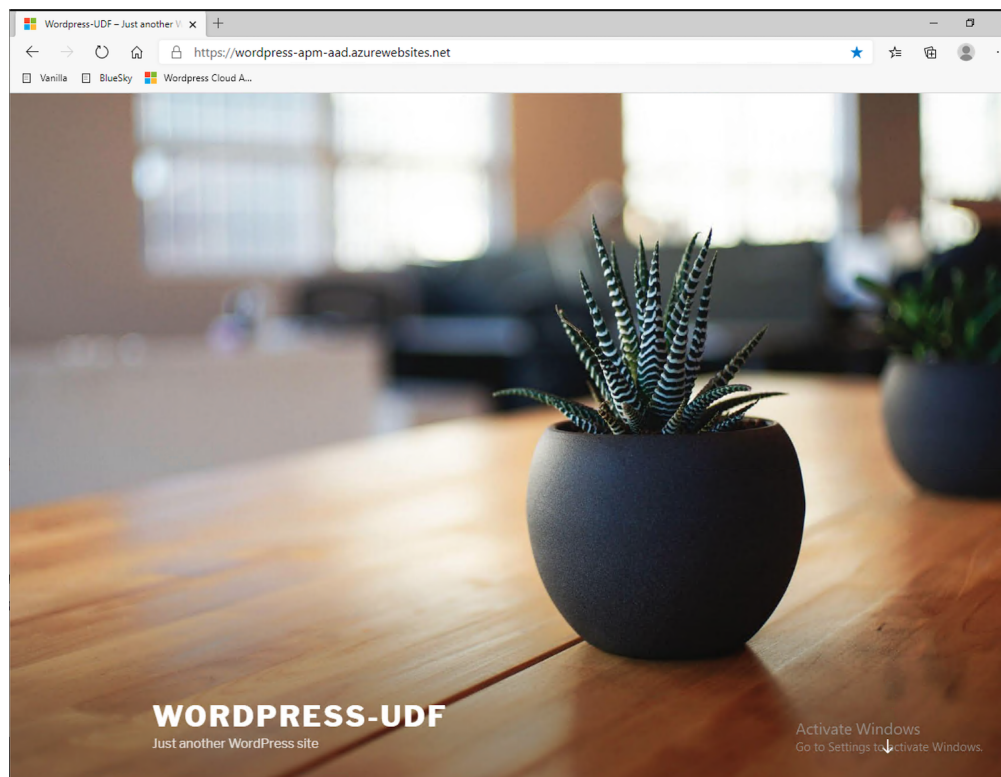 Wordpress-UDF – Just another
https://wordpress-apm-aad.azurewebsites.net
Vanilla BlueSky Wordpress Cloud A...
WORDPRESS-UDF
Just another WordPress site
Activate Windows
Go to Settings to activate Windows.